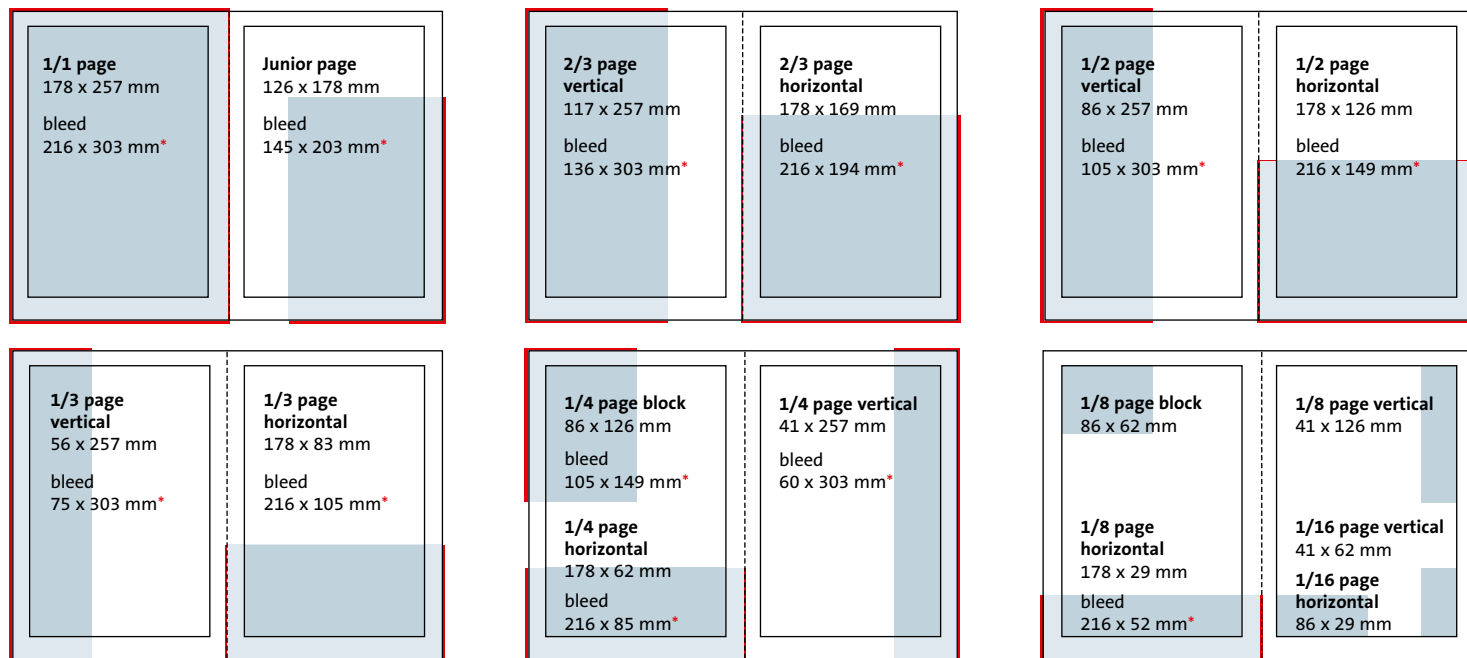 1/1 page
178 x 257 mm
bleed
216 x 303 mm*
Junior page
126 x 178 mm
bleed
145 x 203 mm*
2/3 page
vertical
117 x 257 mm
bleed
136 x 303 mm*
2/3 page
horizontal
178 x 169 mm
bleed
216 x 194 mm*
1/2 page
vertical
86 x 257 mm
bleed
105 x 303 mm*
1/2 page
horizontal
178 x 126 mm
bleed
216 x 149 mm*
1/3 page
vertical
56 x 257 mm
bleed
75 x 303 mm*
1/3 page
horizontal
178 x 83 mm
bleed
216 x 105 mm*
1/4 page block
86 x 126 mm
bleed
105 x 149 mm*
1/4 page
horizontal
178 x 62 mm
bleed
216 x 85 mm*
1/4 page vertical
41 x 257 mm
bleed
60 x 303 mm*
1/8 page block
86 x 62 mm
1/8 page
horizontal
178 x 29 mm
bleed
216 x 52 mm*
1/8 page vertical
41 x 126 mm
1/16 page vertical
41 x 62 mm
1/16 page
horizontal
86 x 29 mm